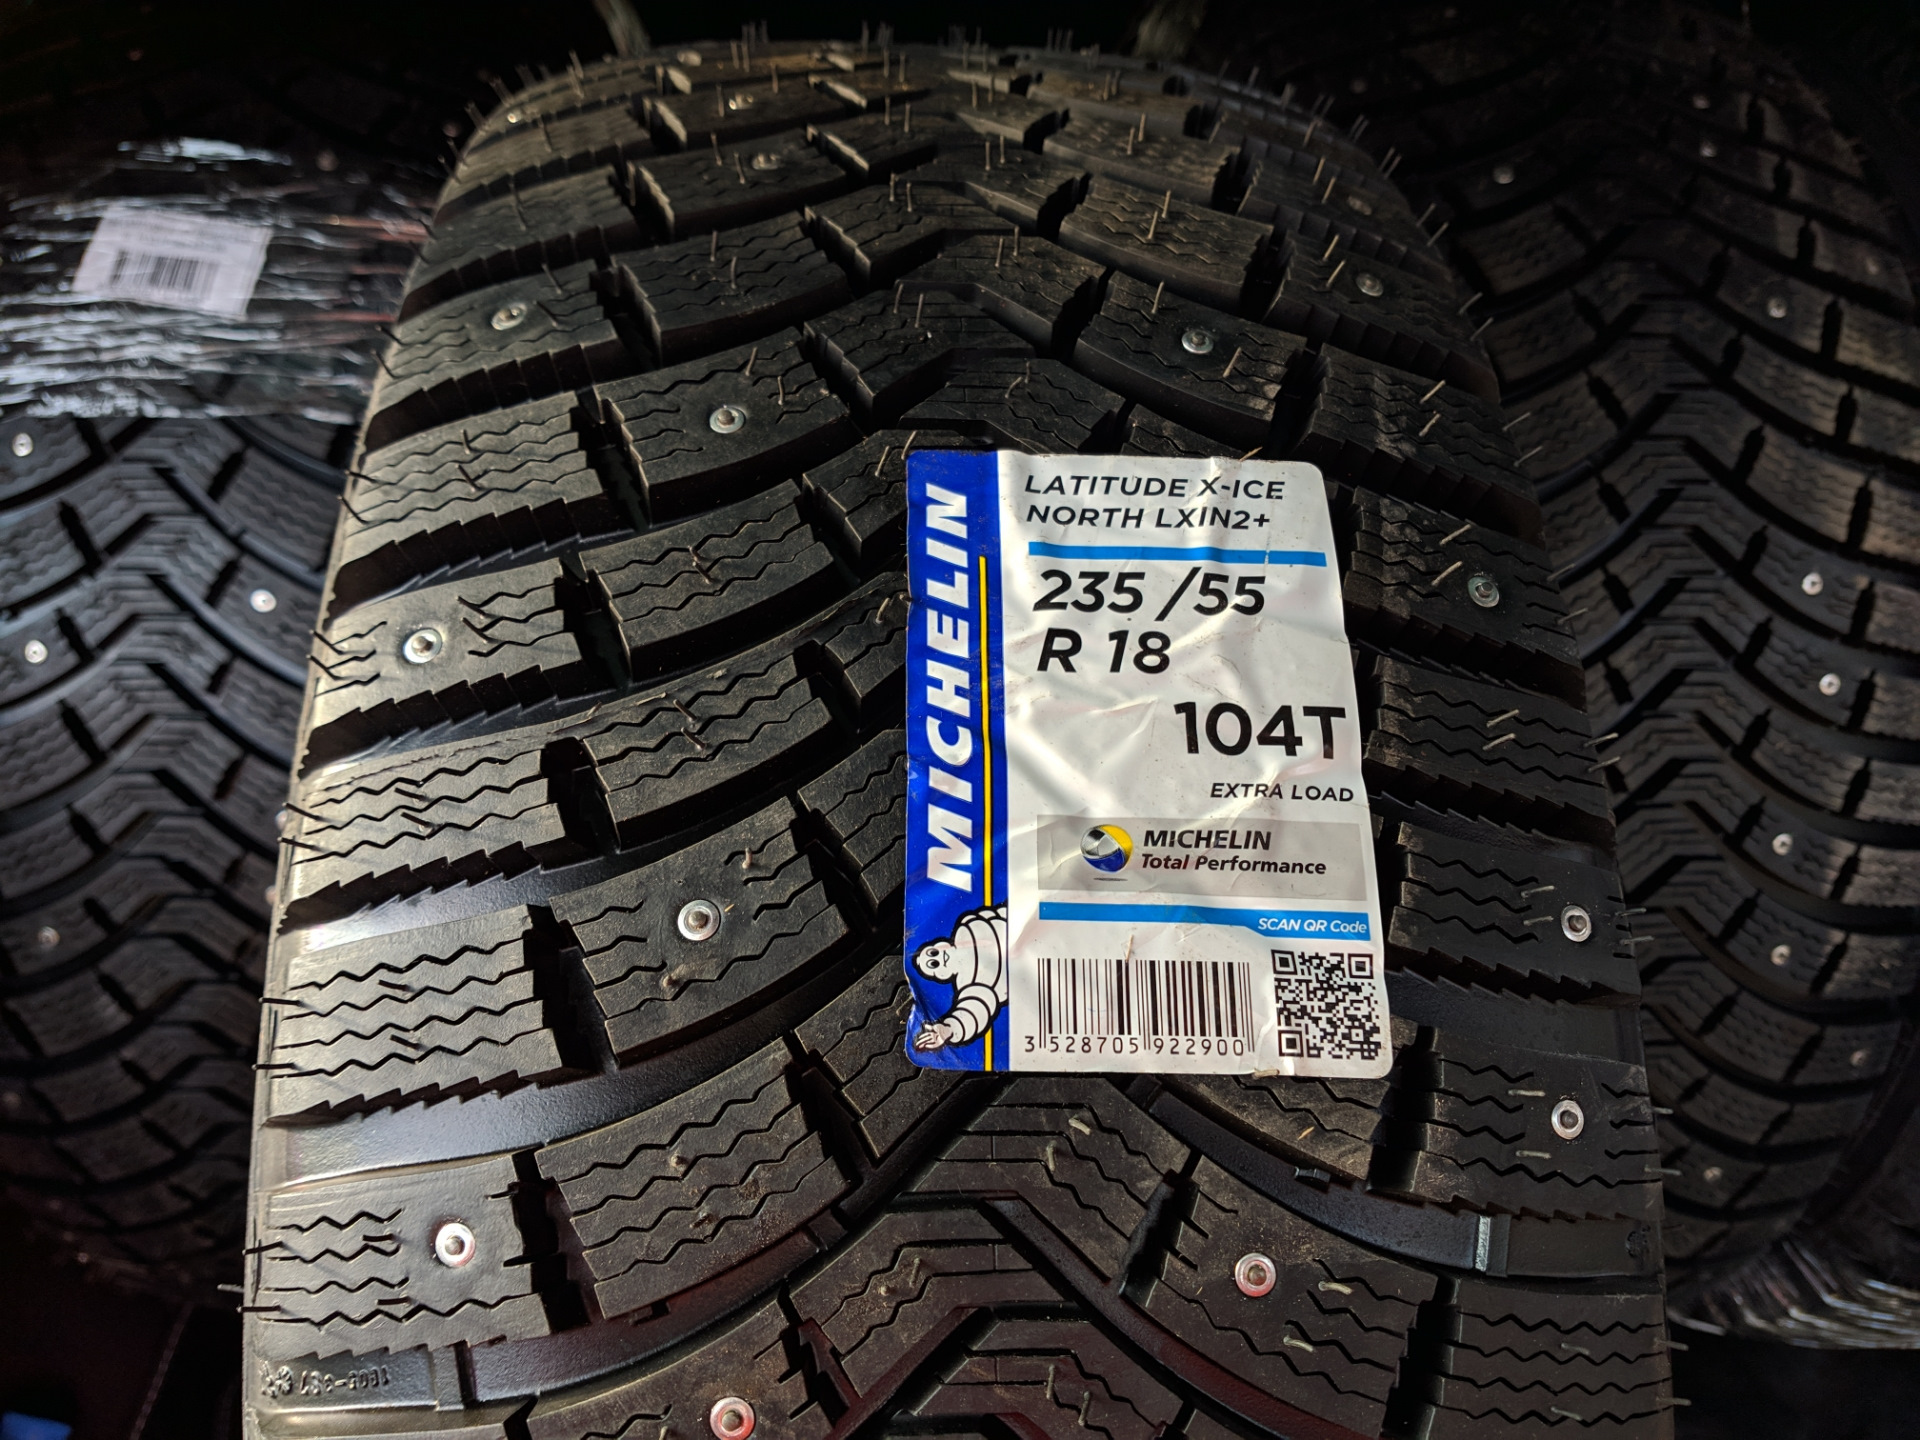 MICHELIN
LATITUDE X-ICE
NORTH LXIN2+
235 /55
R 18
104T
EXTRA LOAD
MICHELIN
Total Performance
SCAN QR Code
3 528705 922900